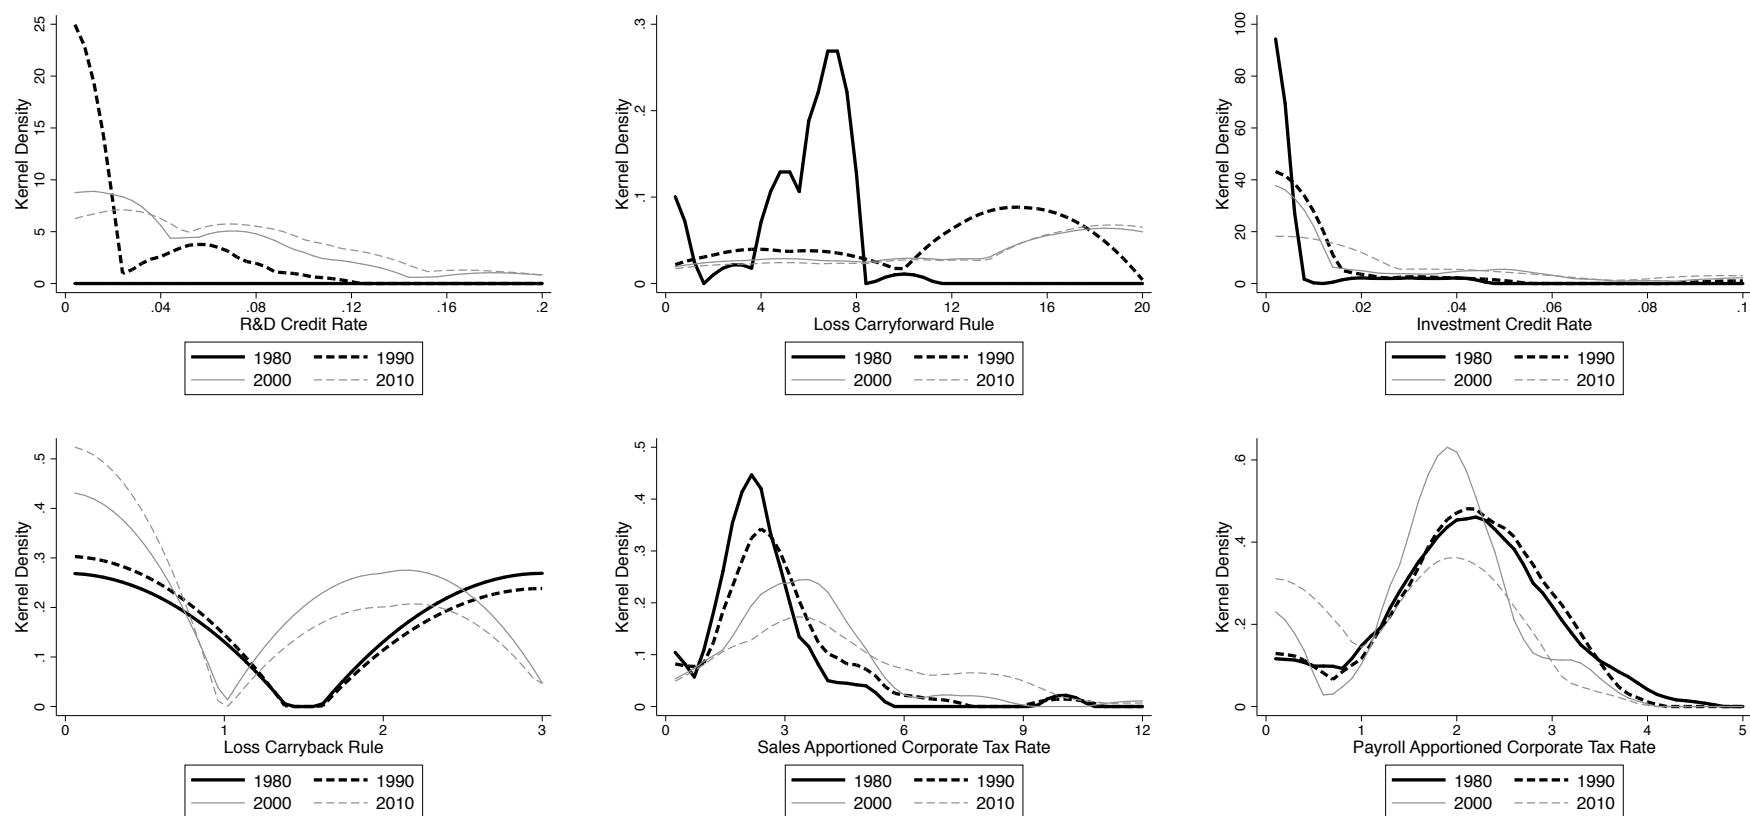 Kernel Density
0 5 10 15 20 25
0 .04 .08 .12 .16 .2
R&D Credit Rate
1980 1990
2000 2010
Kernel Density
0 .1 .2 .3
0 4 8 12 16 20
Loss Carryforward Rule
1980 1990
2000 2010
Kernel Density
0 20 40 60 80 100
0 .02 .04 .06 .08 .1
Investment Credit Rate
1980 1990
2000 2010
Kernel Density
0 .1 .2 .3 .4 .5
0 1 2 3
Loss Carryback Rule
1980 1990
2000 2010
Kernel Density
0 .1 .2 .3 .4 .5
0 3 6 9 12
Sales Apportioned Corporate Tax Rate
1980 1990
2000 2010
Kernel Density
0 .2 .4 .6
0 1 2 3 4 5
Payroll Apportioned Corporate Tax Rate
1980 1990
2000 2010